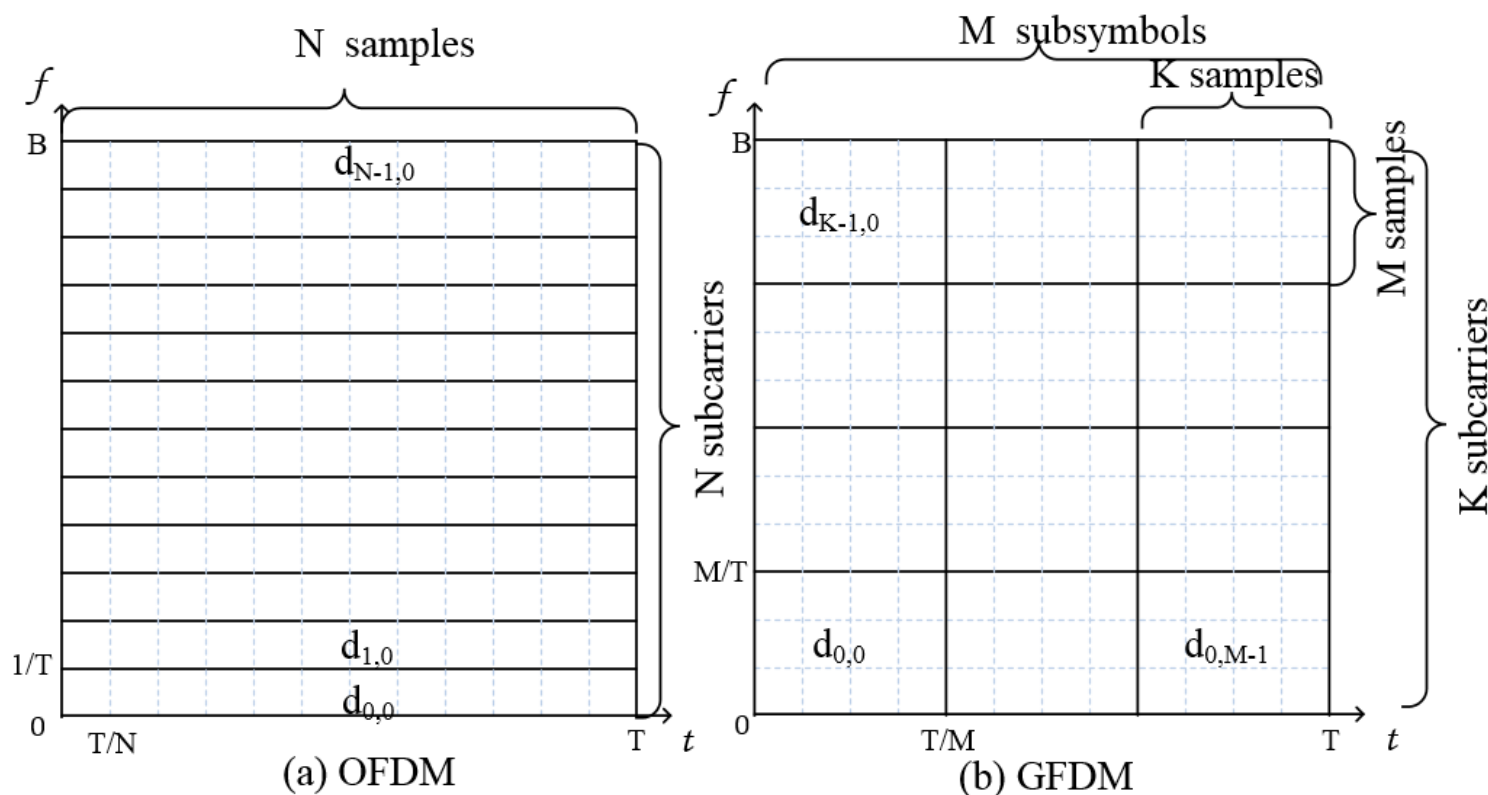 N samples
f
B
d_{N-1,0}
N subcarriers
d_{1,0}
1/T
d_{0,0}
0
T/N
T
t
(a) OFDM
M subsymbols
K samples
f
B
M samples
d_{K-1,0}
K subcarriers
M/T
d_{0,0}
d_{0,M-1}
0
T/M
T
t
(b) GFDM